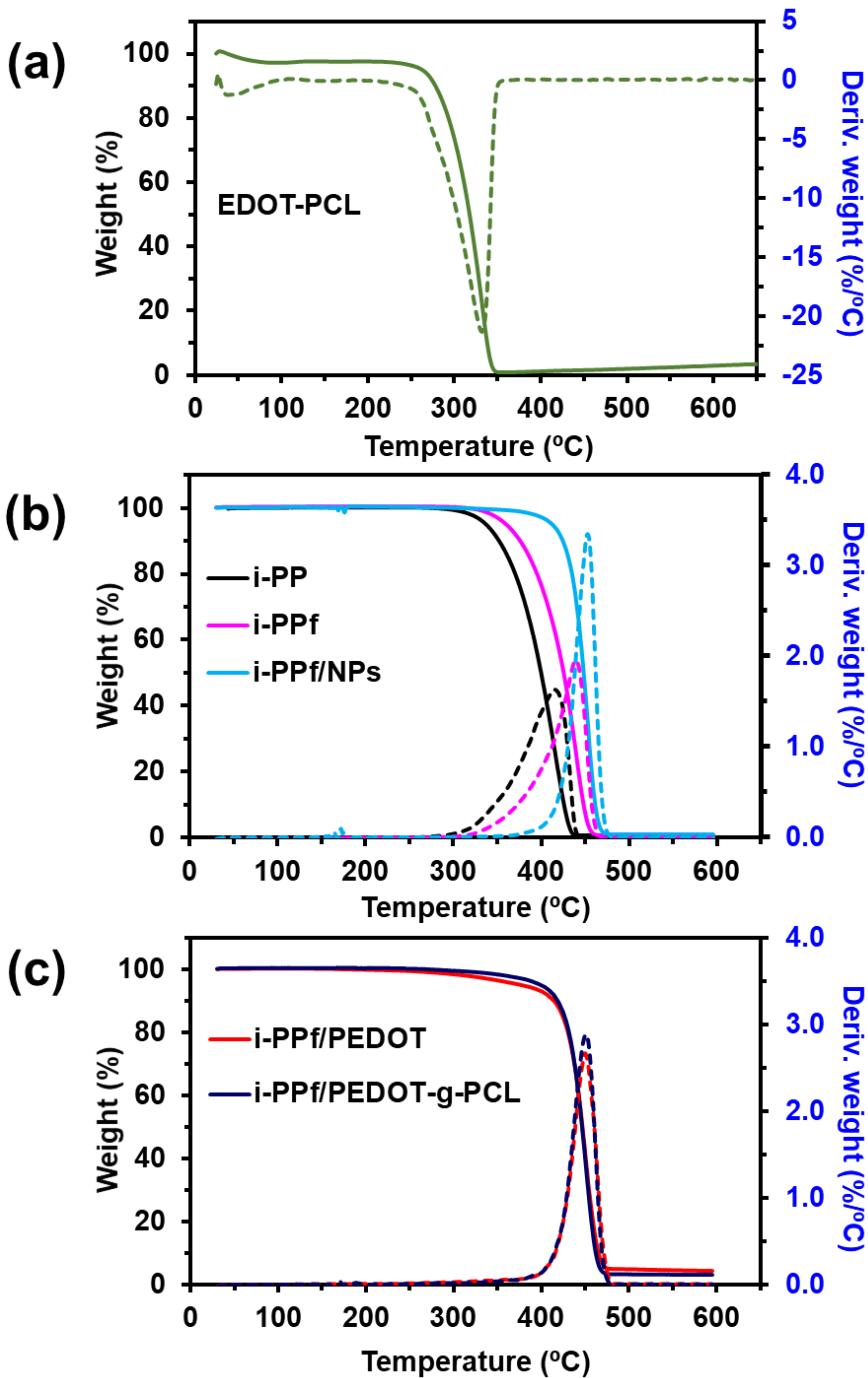 (a)
100
80
60
40
20
0
Weight (%)
EDOT-PCL
5
0
-5
-10
-15
-20
-25
Deriv. weight (%/ºC)
0 100 200 300 400 500 600
Temperature (ºC)
(b)
100
80
60
40
20
0
Weight (%)
i-PP
i-PPf
i-PPf/NPs
4.0
3.0
2.0
1.0
0.0
Deriv. weight (%/ºC)
0 100 200 300 400 500 600
Temperature (ºC)
(c)
100
80
60
40
20
0
Weight (%)
i-PPf/PEDOT
i-PPf/PEDOT-g-PCL
4.0
3.0
2.0
1.0
0.0
Deriv. weight (%/ºC)
0 100 200 300 400 500 600
Temperature (ºC)